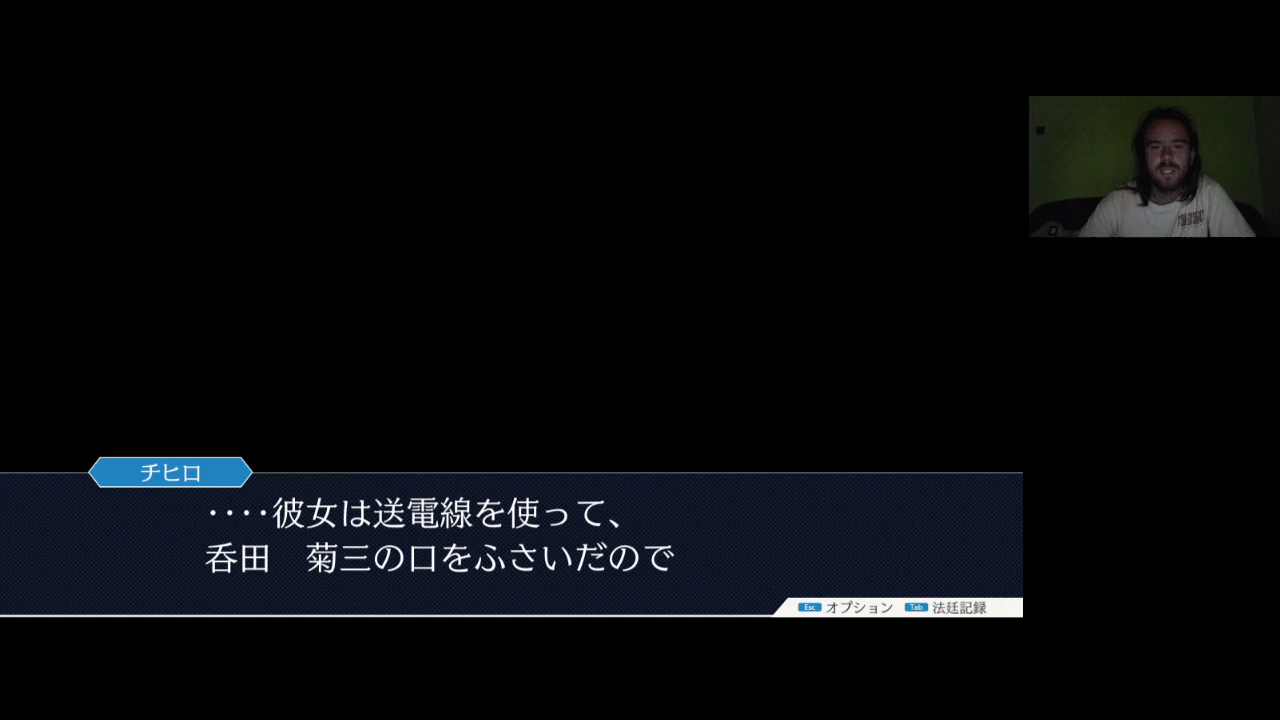 チヒロ
‥‥彼女は送電線を使って、
呑田　菊三の口をふさいだので
Esc オプション Tab 法廷記録